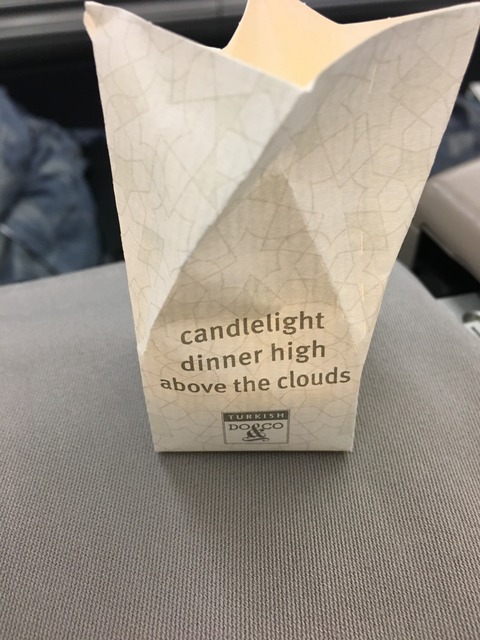 candlelight
dinner high
above the clouds
TURKISH
DO&CO